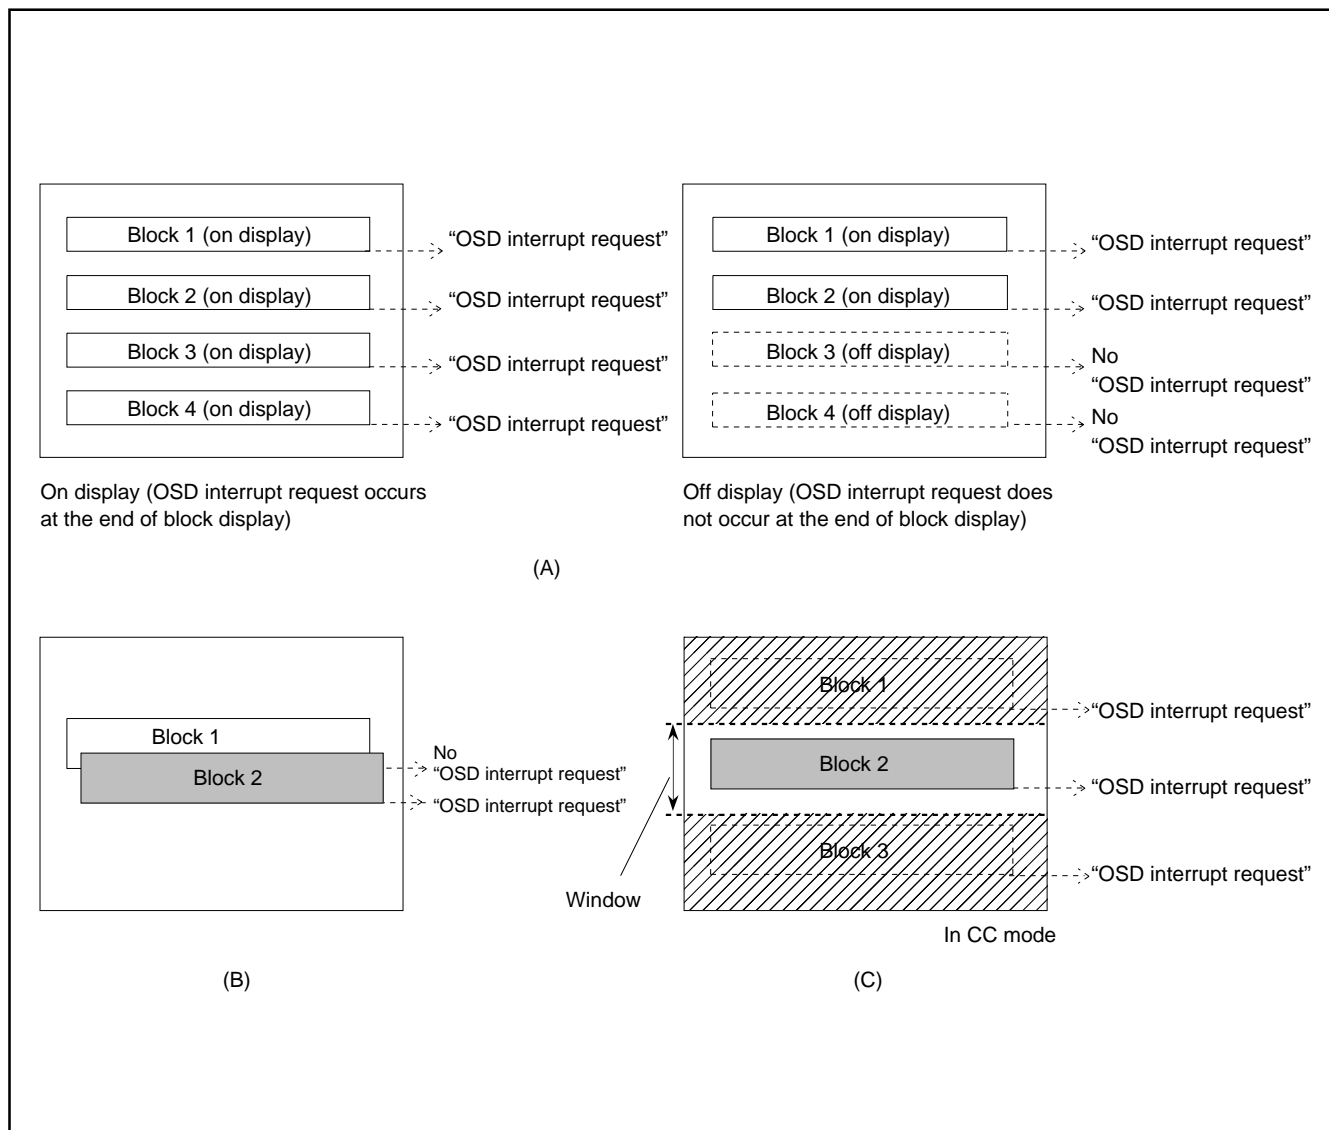 Block 1 (on display)
“OSD interrupt request”
Block 2 (on display)
“OSD interrupt request”
Block 3 (on display)
“OSD interrupt request”
Block 4 (on display)
“OSD interrupt request”
On display (OSD interrupt request occurs
at the end of block display)
Block 1 (on display)
“OSD interrupt request”
Block 2 (on display)
“OSD interrupt request”
Block 3 (off display)
No
“OSD interrupt request”
Block 4 (off display)
No
“OSD interrupt request”
Off display (OSD interrupt request does
not occur at the end of block display)
(A)
Block 1
Block 2
No
“OSD interrupt request”
“OSD interrupt request”
(B)
Block 1
“OSD interrupt request”
Block 2
“OSD interrupt request”
Block 3
“OSD interrupt request”
Window
In CC mode
(C)